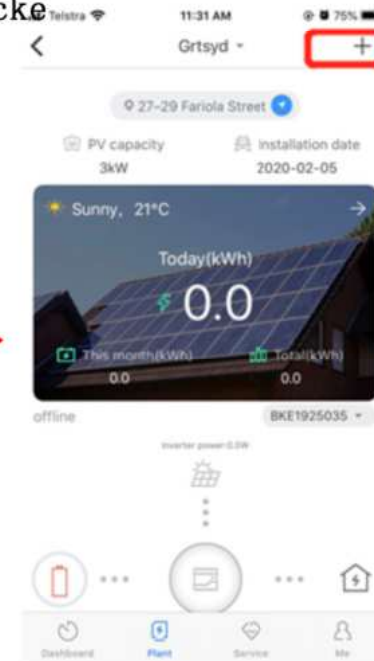 cke
Telstra 11:31 AM 75%
Grtsyd
27-29 Fariola Street
PV capacity Installation date
3kW 2020-02-05
Sunny, 21°C
Today(kWh)
0.0
This month(kWh) Total(kWh)
0.0 0.0
offline BKE1925035
Inverter power:0.0W
Dashboard Plant Service Me